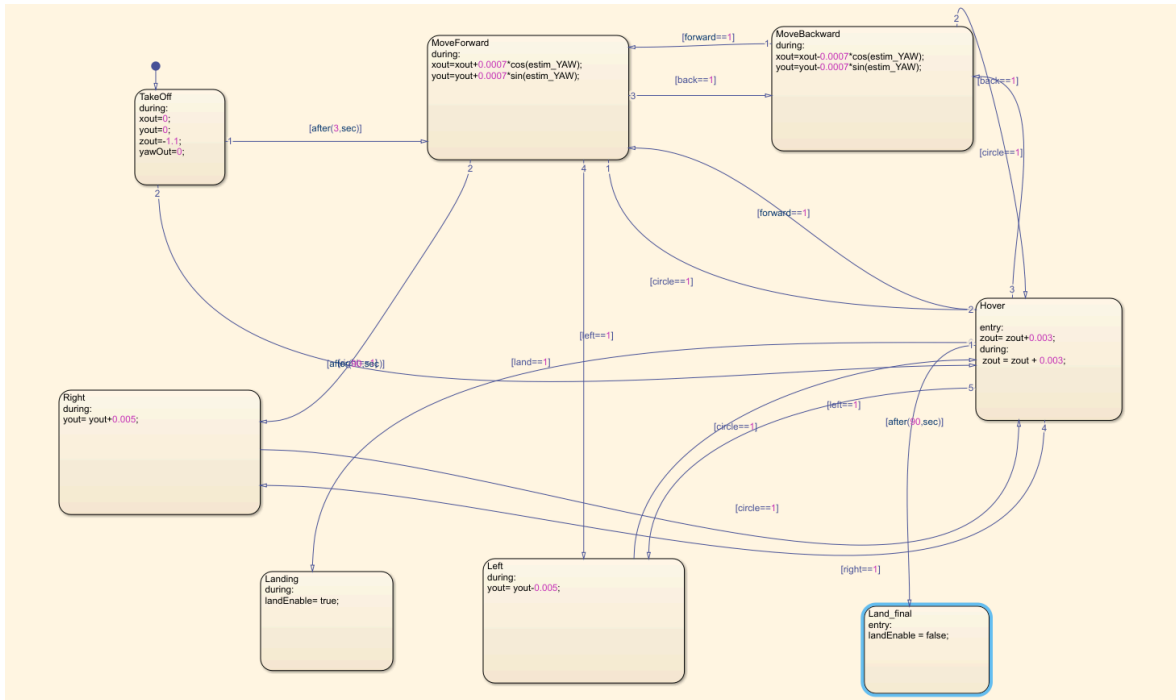 MoveForward
during:
xout=xout+0.0007*cos(estim_YAW);
yout=yout+0.0007*sin(estim_YAW);
[forward==1]
1
2
MoveBackward
during:
xout=xout-0.0007*cos(estim_YAW);
yout=yout-0.0007*sin(estim_YAW);
3
[back==1]
[back==1]
TakeOff
during:
xout=0;
yout=0;
zout=-1.1;
yawOut=0;
1
[after(3,sec)]
2
2
4
1
[circle==1]
[forward==1]
[circle==1]
3
Hover
entry:
zout= zout+0.003;
during:
zout = zout + 0.003;
2
1
5
4
[left==1]
[land==1]
Right
during:
yout= yout+0.005;
[left==1]
[circle==1]
[after(90,sec)]
[circle==1]
[right==1]
Landing
during:
landEnable= true;
Left
during:
yout= yout-0.005;
Land_final
entry:
landEnable = false;